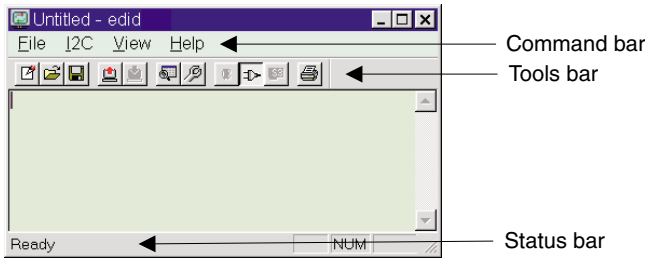 Untitled - edid
File I2C View Help
Command bar
Tools bar
Ready
NUM
Status bar